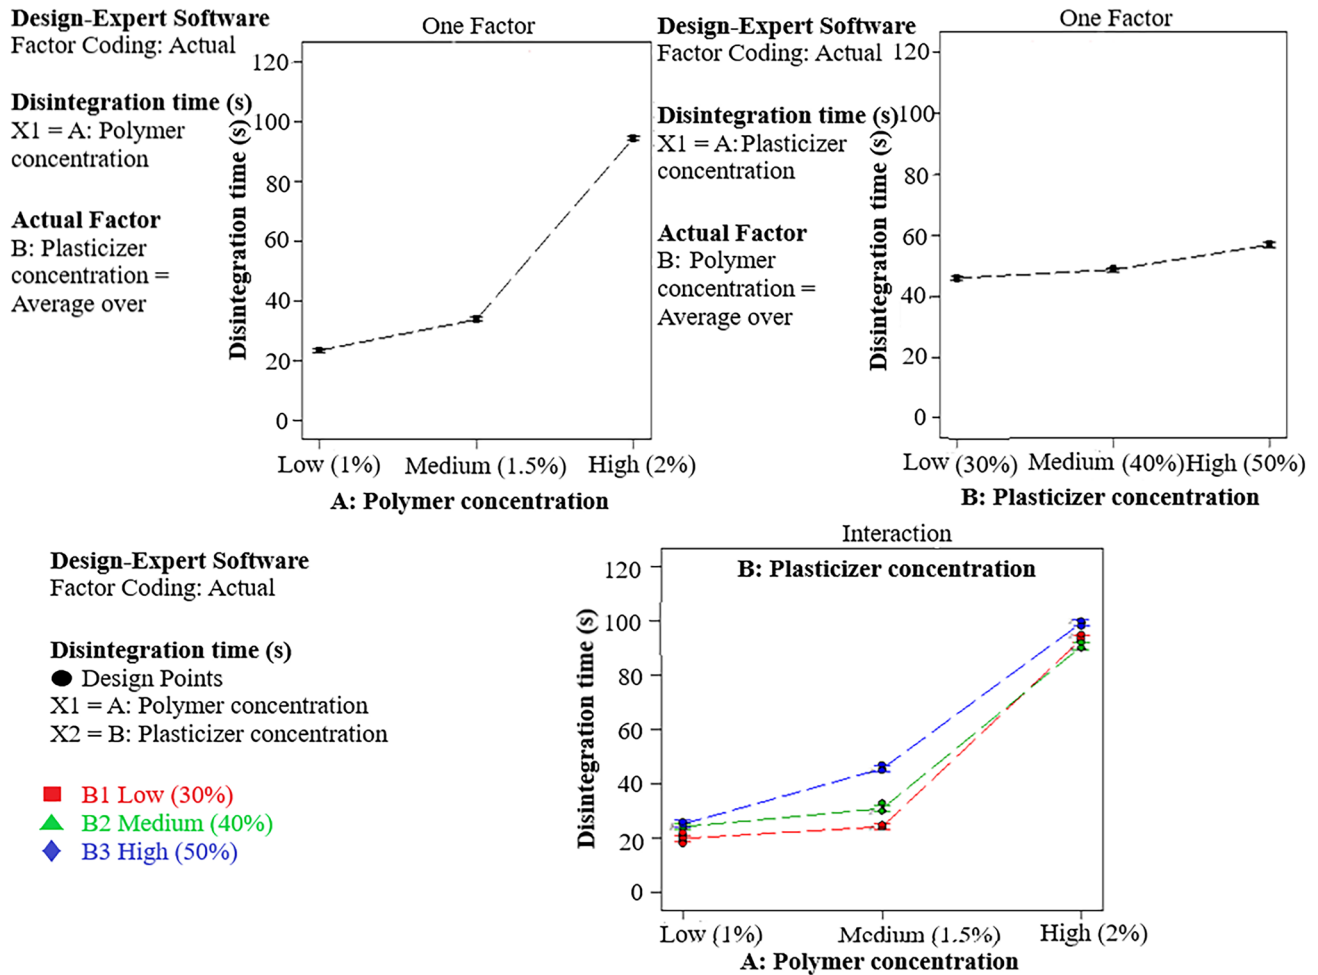 Design-Expert Software
Factor Coding: Actual
Disintegration time (s)
X1 = A: Polymer
concentration
Actual Factor
B: Plasticizer
concentration =
Average over
One Factor
Disintegration time (s)
120
100
80
60
40
20
0
Low (1%) Medium (1.5%) High (2%)
A: Polymer concentration
Design-Expert Software
Factor Coding: Actual
Disintegration time (s)
X1 = A:Plasticizer
concentration
Actual Factor
B: Polymer
concentration =
Average over
One Factor
Disintegration time (s)
120
100
80
60
40
20
0
Low (30%) Medium (40%) High (50%)
B: Plasticizer concentration
Design-Expert Software
Factor Coding: Actual
Disintegration time (s)
Design Points
X1 = A: Polymer concentration
X2 = B: Plasticizer concentration
B1 Low (30%)
B2 Medium (40%)
B3 High (50%)
Interaction
B: Plasticizer concentration
Disintegration time (s)
120
100
80
60
40
20
0
Low (1%) Medium (1.5%) High (2%)
A: Polymer concentration